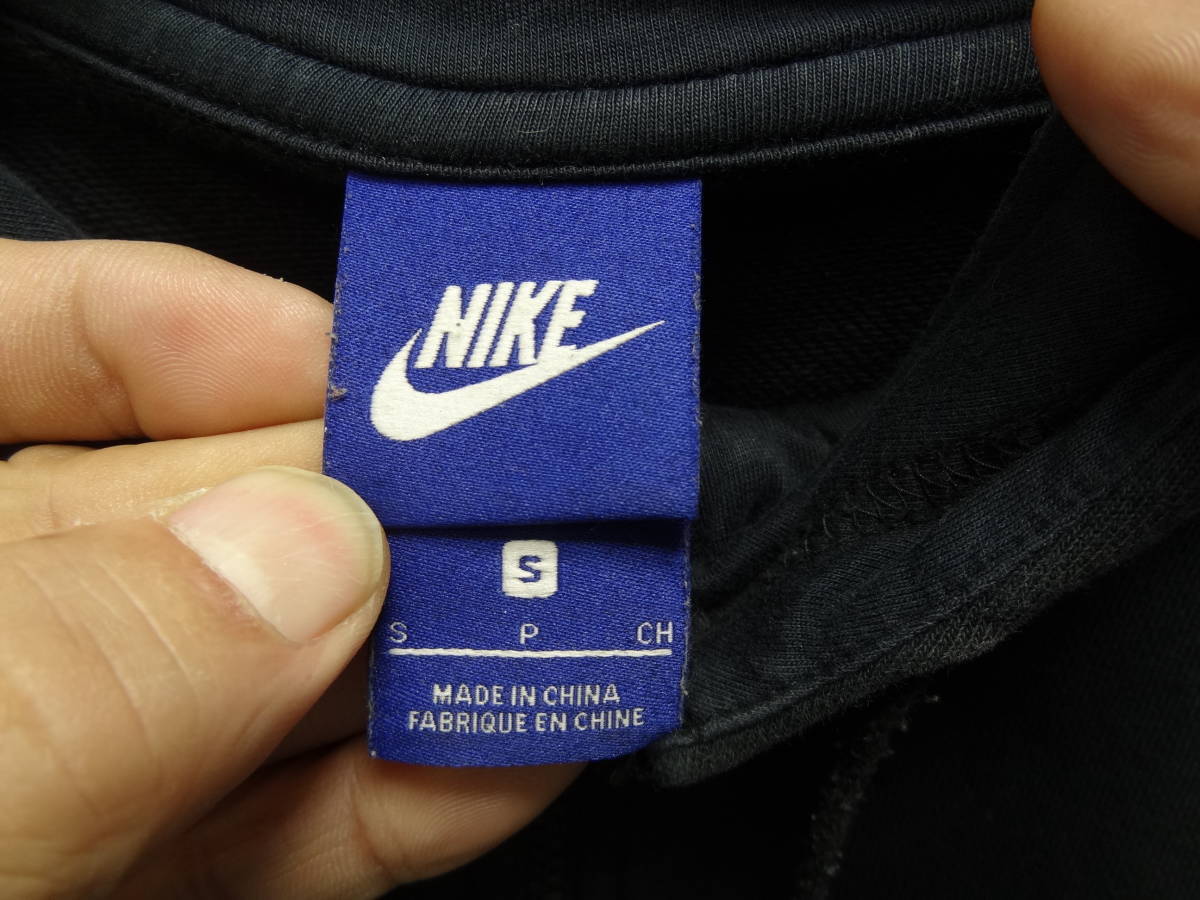 NIKE
S
S P CH
MADE IN CHINA
FABRIQUE EN CHINE